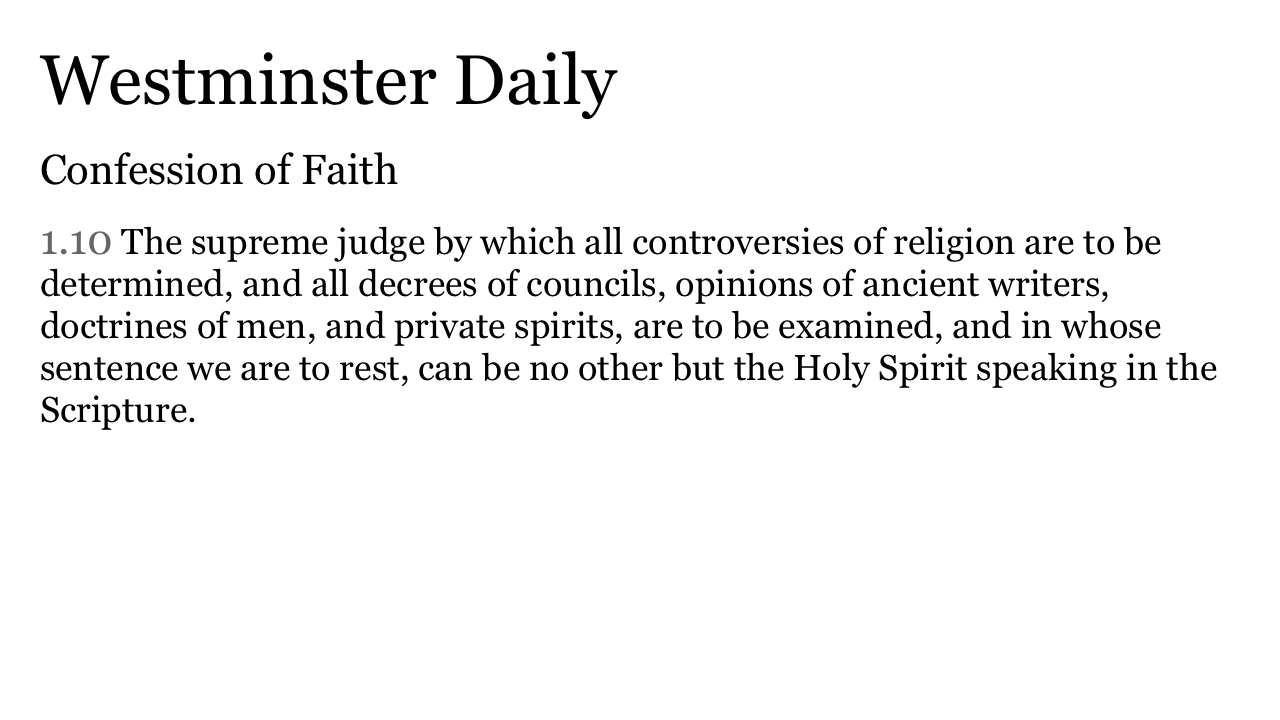 Westminster Daily
Confession of Faith
1.10 The supreme judge by which all controversies of religion are to be
determined, and all decrees of councils, opinions of ancient writers,
doctrines of men, and private spirits, are to be examined, and in whose
sentence we are to rest, can be no other but the Holy Spirit speaking in the
Scripture.